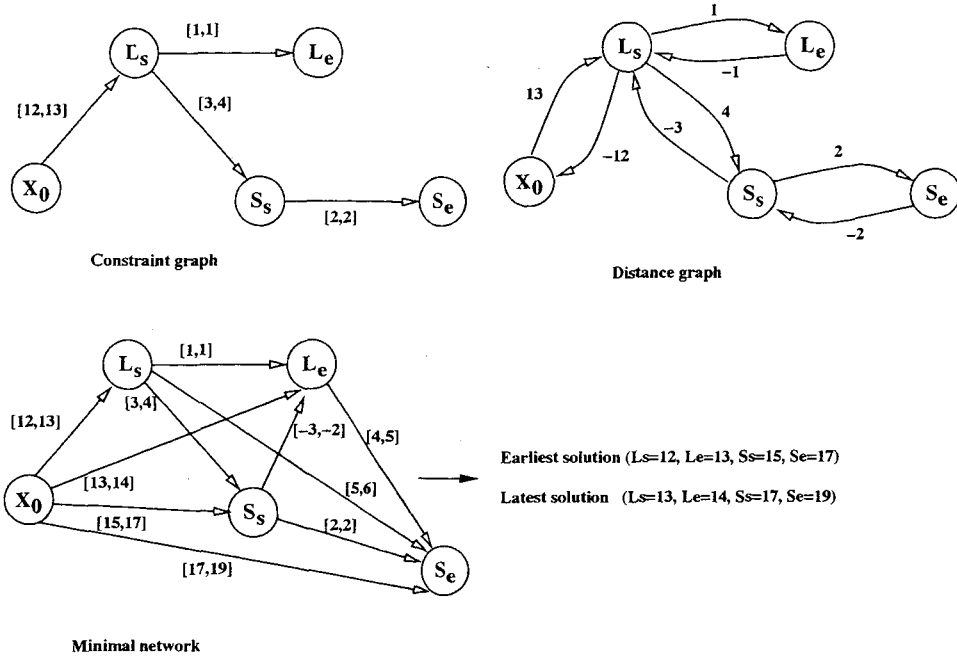 [1,1]
Ls
Le
[12,13]
[3,4]
X0
Ss
[2,2]
Se
Constraint graph
1
Ls
Le
-1
13
4
-3
-12
2
X0
Ss
Se
-2
Distance graph
[1,1]
Ls
Le
[3,4]
[12,13]
[-3,-2]
[4,5]
[13,14]
[5,6]
X0
Ss
[15,17]
[2,2]
[17,19]
Se
Earliest solution (Ls=12, Le=13, Ss=15, Se=17)
Latest solution (Ls=13, Le=14, Ss=17, Se=19)
Minimal network